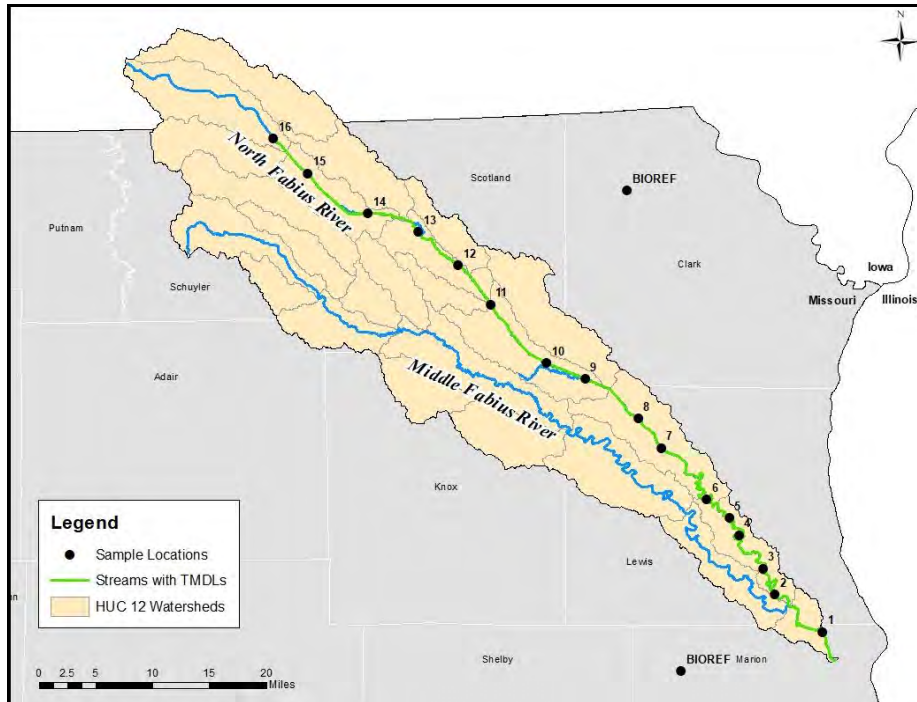 N
16
North Fabius River
15
Scotland
BIOREF
14
Putnam
13
12
Clark
Iowa
Schuyler
Missouri
Illinois
11
10
Adair
9
Middle Fabius River
8
7
Knox
6
5
4
Legend
Sample Locations
Streams with TMDLs
HUC 12 Watersheds
Lewis
3
2
1
Shelby
BIOREF
Marion
0 2.5 5 10 15 20
Miles